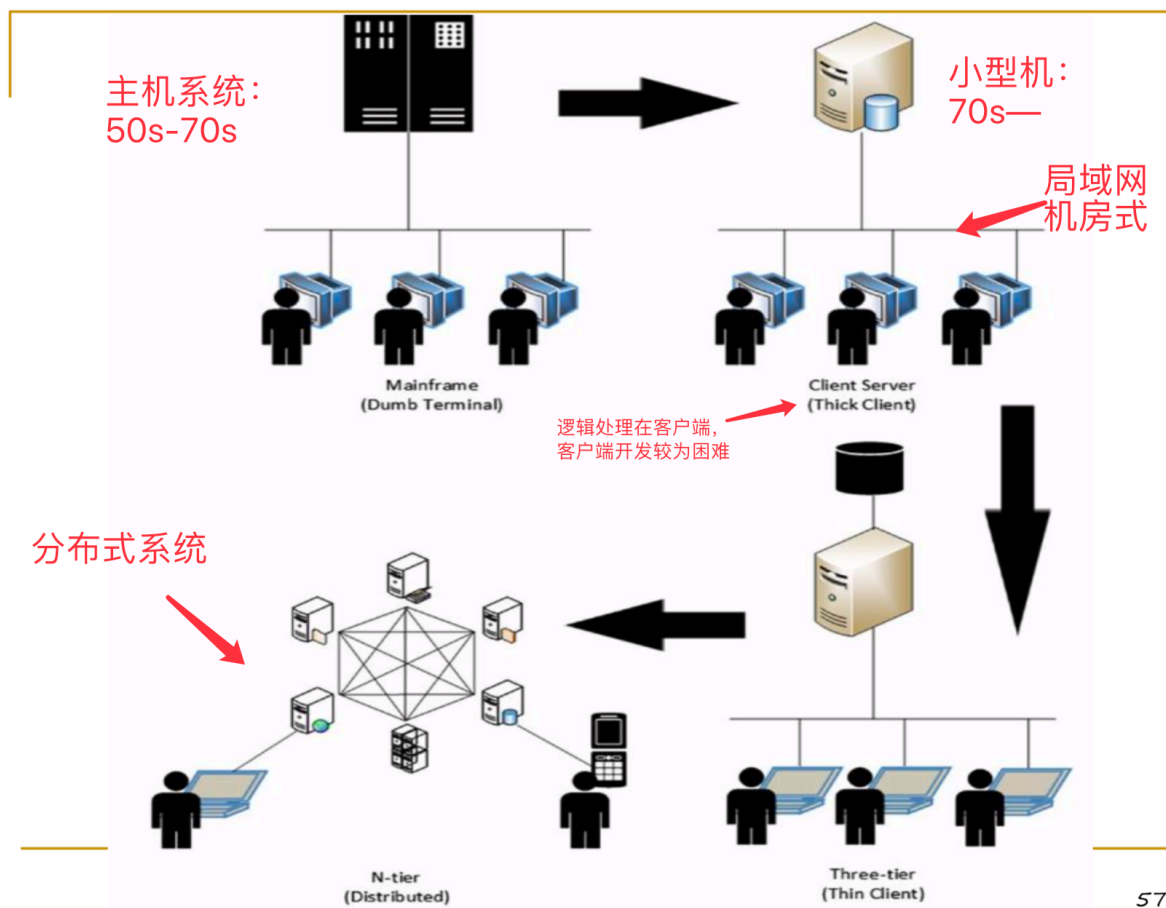 主机系统：
50s-70s
小型机：
70s—
局域网
机房式
Mainframe
(Dumb Terminal)
Client Server
(Thick Client)
逻辑处理在客户端，
客户端开发较为困难
分布式系统
N-tier
(Distributed)
Three-tier
(Thin Client)
57